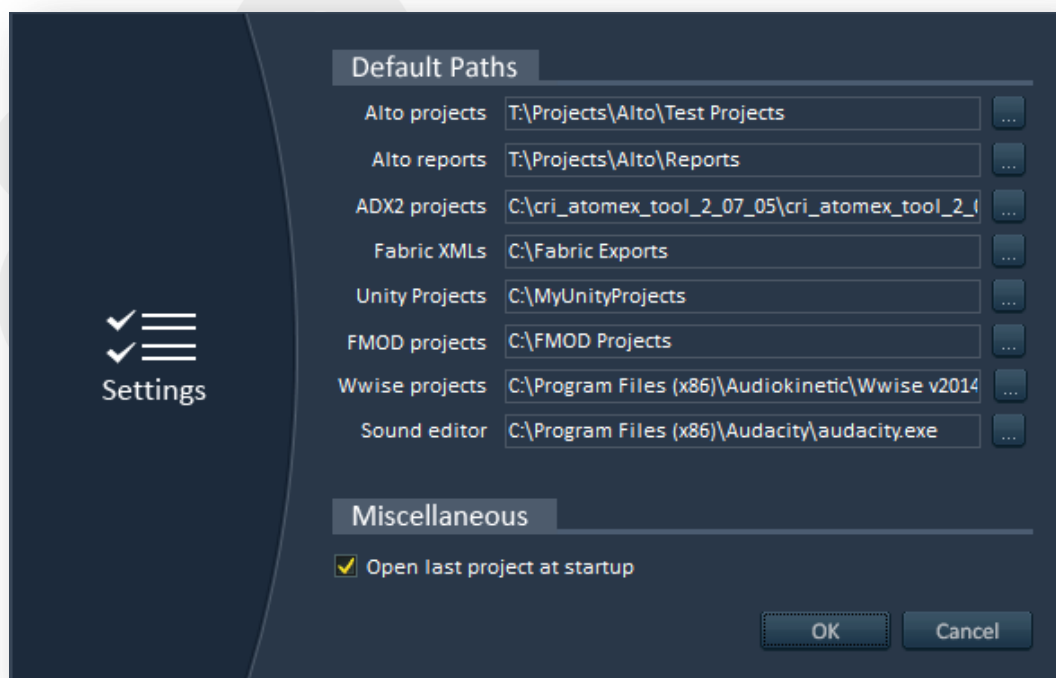 Default Paths
Alto projects T:\Projects\Alto\Test Projects ...
Alto reports T:\Projects\Alto\Reports ...
ADX2 projects C:\cri_atomex_tool_2_07_05\cri_atomex_tool_2_( ...
Fabric XMLs C:\Fabric Exports ...
Unity Projects C:\MyUnityProjects ...
FMOD projects C:\FMOD Projects ...
Wwise projects C:\Program Files (x86)\Audiokinetic\Wwise v2014 ...
Sound editor C:\Program Files (x86)\Audacity\audacity.exe ...
Settings
Miscellaneous
Open last project at startup
OK Cancel